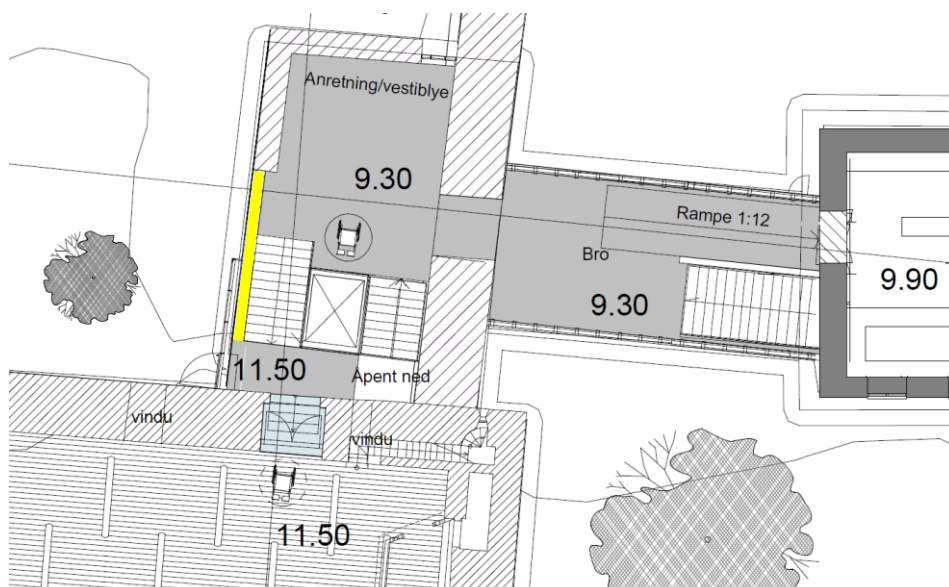 Anretning/vestiblye
9.30
Rampe 1:12
Bro
9.30
9.90
11.50
Åpent ned
vindu
vindu
11.50